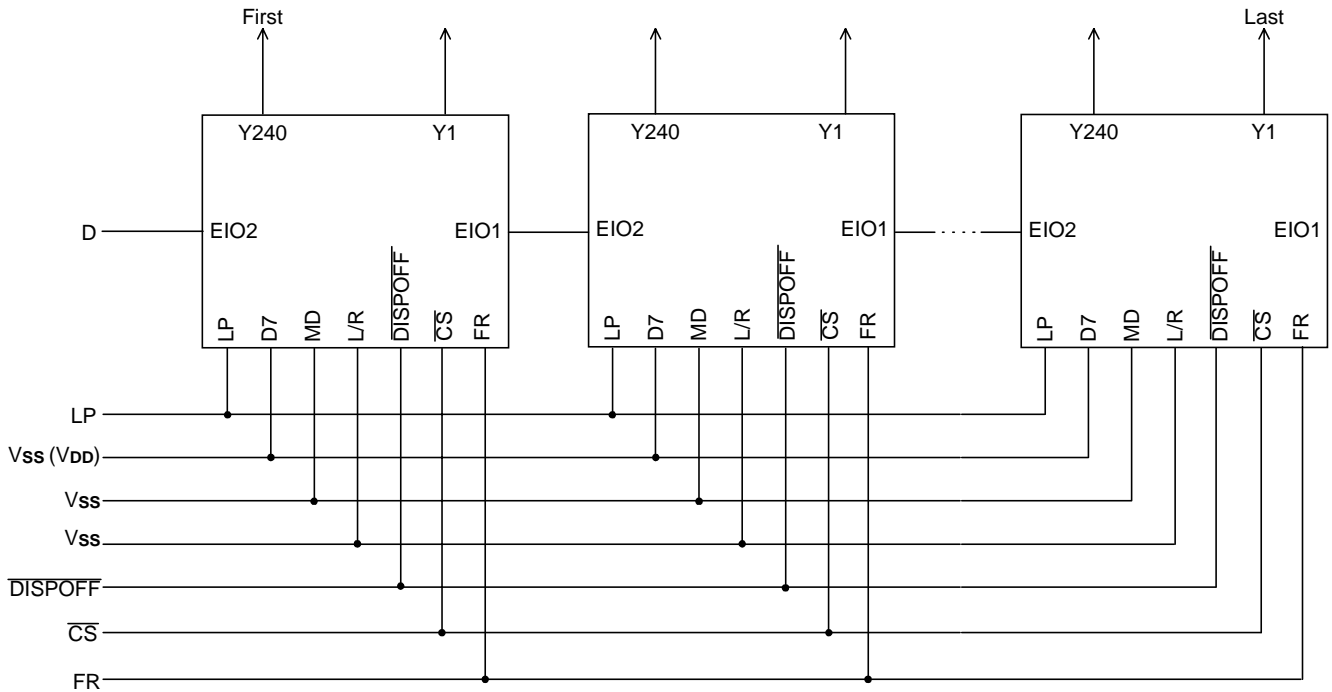 First
Last
Y240
Y1
Y240
Y1
Y240
Y1
D
EIO2
EIO1
EIO2
EIO1
EIO2
EIO1
LP
D7
MD
L/R
DISPOFF
CS
FR
LP
D7
MD
L/R
DISPOFF
CS
FR
LP
D7
MD
L/R
DISPOFF
CS
FR
LP
VSS (VDD)
VSS
VSS
DISPOFF
CS
FR